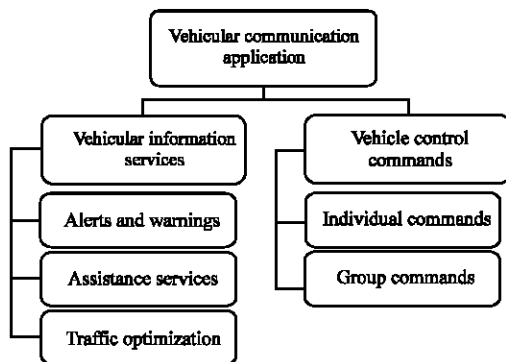 Vehicular communication
application
Vehicular information
services
Alerts and warnings
Assistance services
Traffic optimization
Vehicle control
commands
Individual commands
Group commands